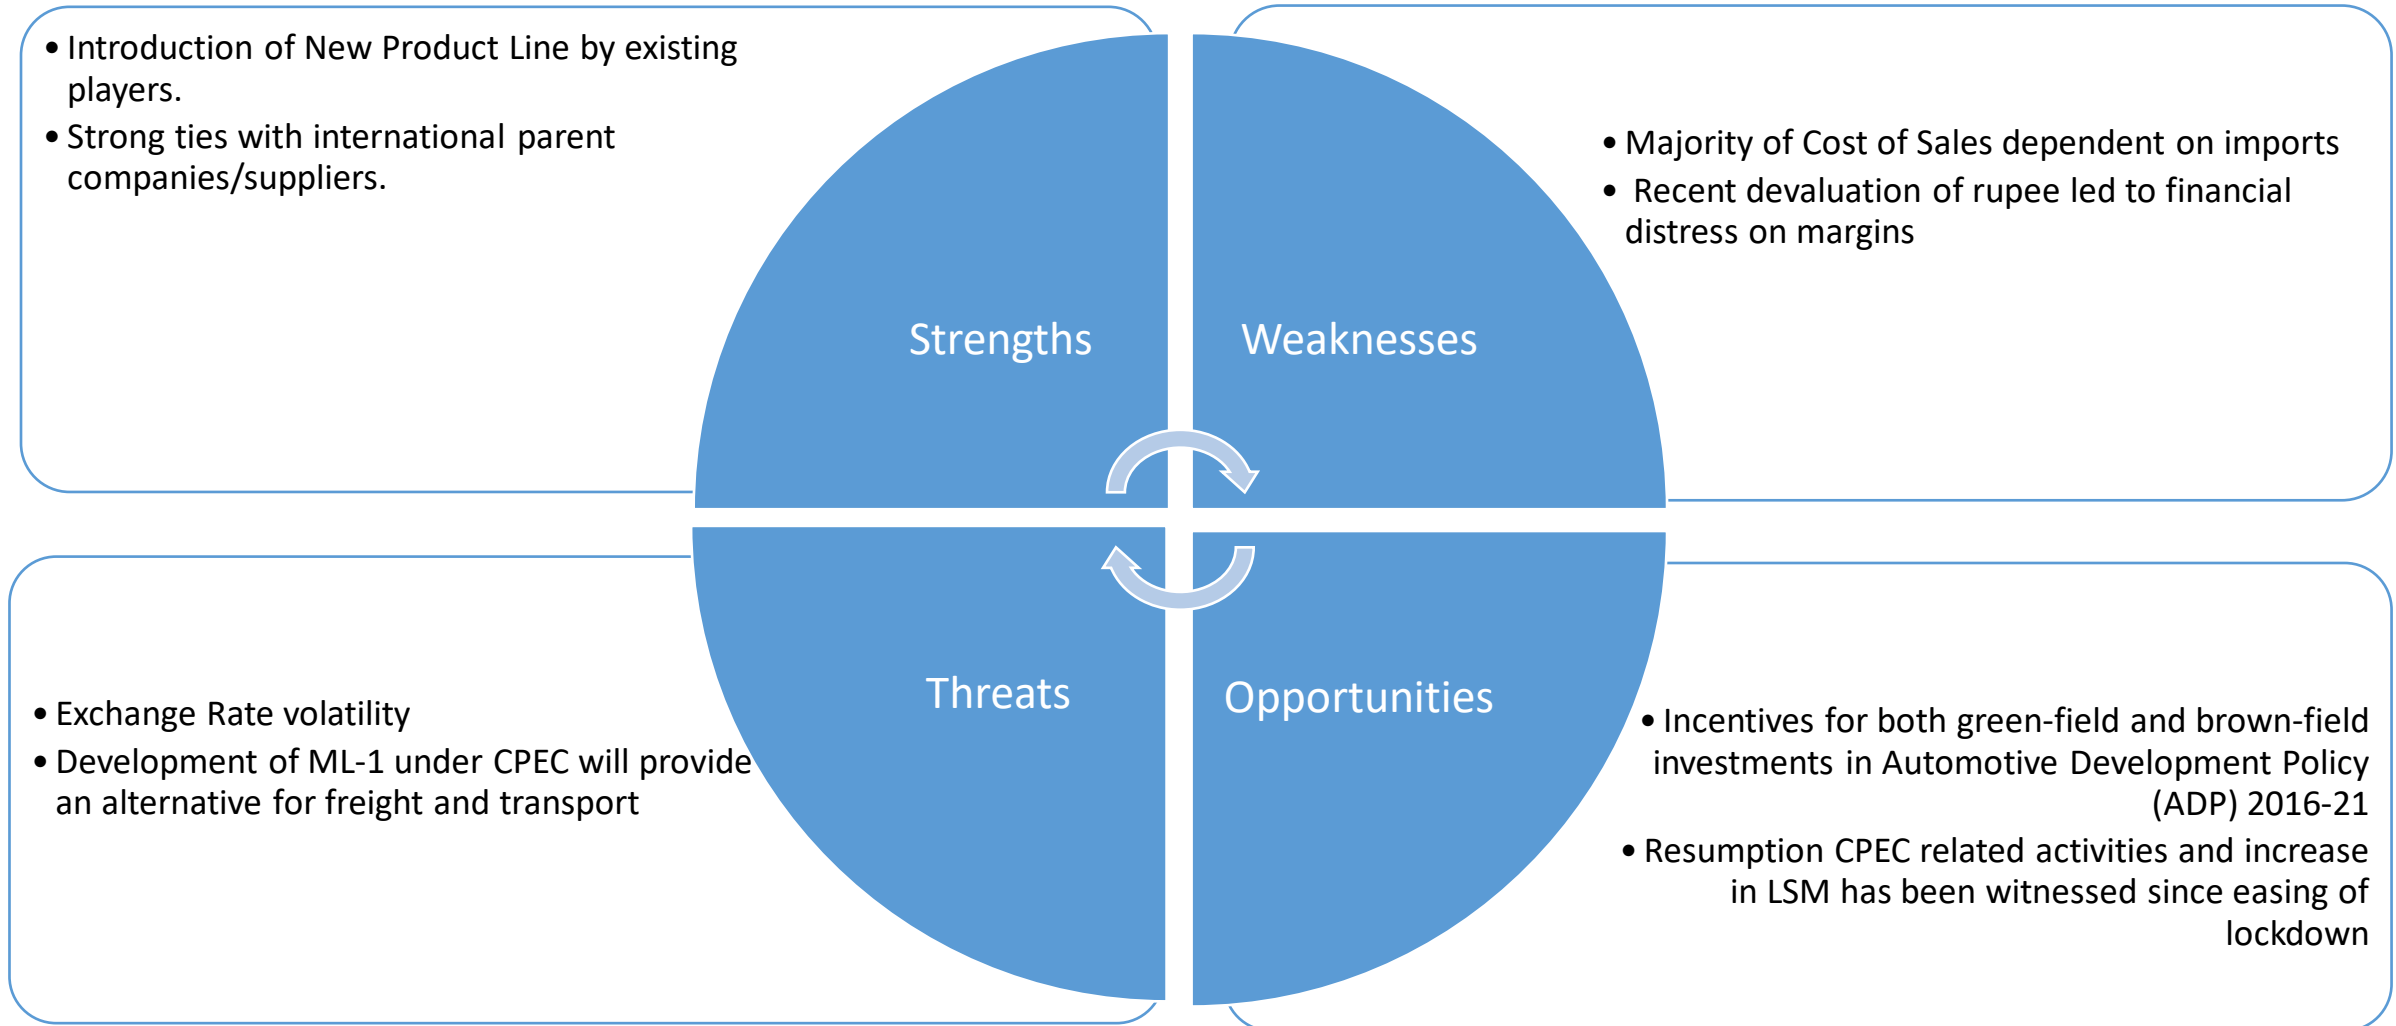 • Introduction of New Product Line by existing
players.
• Strong ties with international parent
companies/suppliers.
• Majority of Cost of Sales dependent on imports
• Recent devaluation of rupee led to financial
distress on margins
Strengths
Weaknesses
Threats
Opportunities
• Exchange Rate volatility
• Development of ML-1 under CPEC will provide
an alternative for freight and transport
• Incentives for both green-field and brown-field
investments in Automotive Development Policy
(ADP) 2016-21
• Resumption CPEC related activities and increase
in LSM has been witnessed since easing of
lockdown